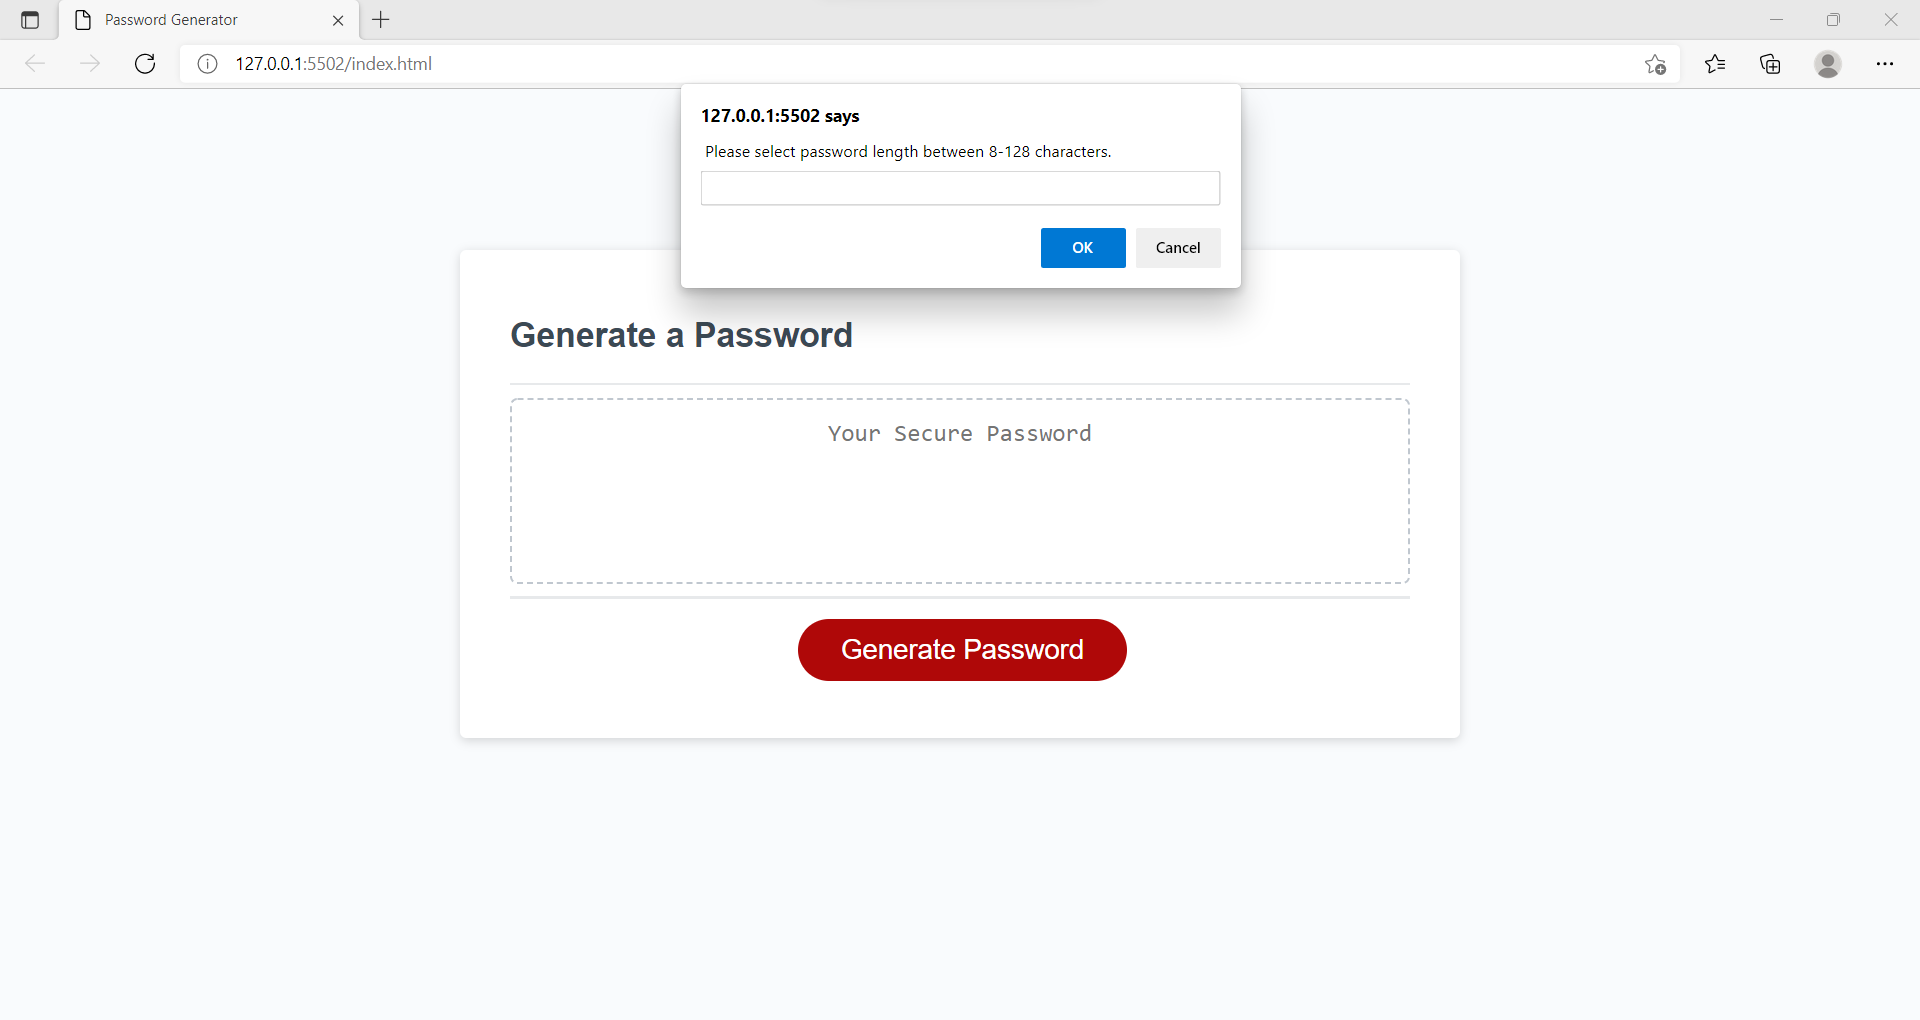 Password Generator
127.0.0.1:5502/index.html
127.0.0.1:5502 says
Please select password length between 8-128 characters.
OK
Cancel
Generate a Password
Your Secure Password
Generate Password